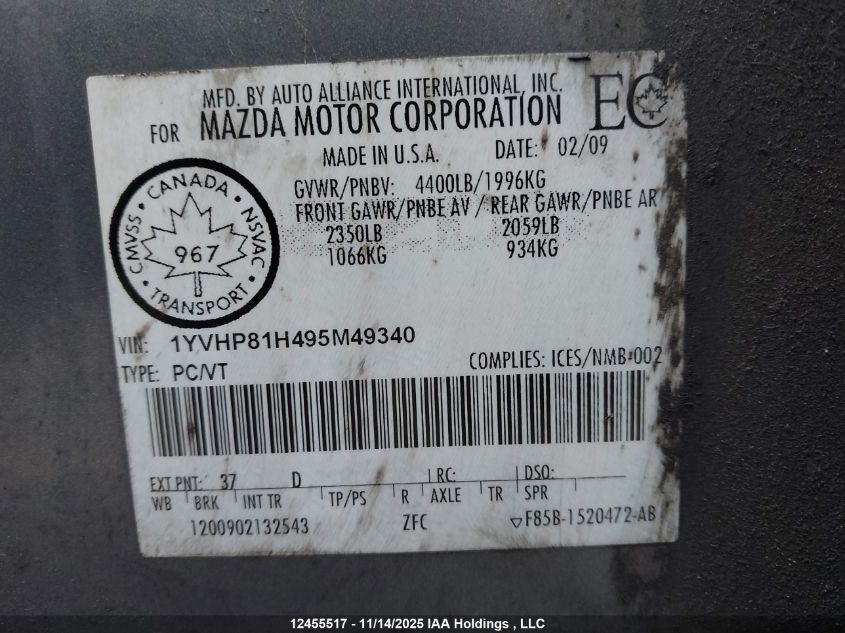 MFD. BY AUTO ALLIANCE INTERNATIONAL, INC.
EC
FOR MAZDA MOTOR CORPORATION
MADE IN U.S.A. DATE: 02/09
GVWR/PNBV: 4400LB/1996KG
FRONT GAWR/PNBE AV / REAR GAWR/PNBE AR
2350LB 2059LB
1066KG 934KG
CANADA
CMVSS 967 NSVAC
TRANSPORT
VIN: 1YVHP81H495M49340
TYPE: PC/VT COMPLIES: ICES/NMB-002
EXT PNT: 37 D RC: DSO:
WB BRK INT TR TP/PS R AXLE TR SPR
1200902132543 ZFC ▽F85B-1520472-AB
12455517 - 11/14/2025 IAA Holdings , LLC